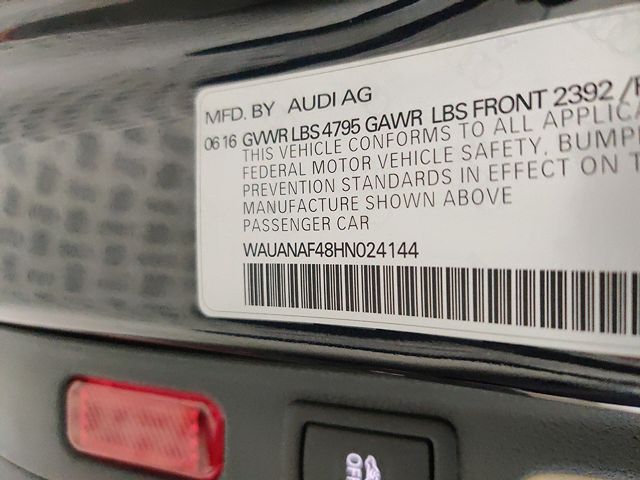 MFD. BY AUDI AG
06 16 GVWR LBS 4795 GAWR LBS FRONT 2392 /
THIS VEHICLE CONFORMS TO ALL
FEDERAL MOTOR VEHICLE SAFETY,
PREVENTION STANDARDS IN EFFECT ON
MANUFACTURE SHOWN ABOVE
PASSENGER CAR
WAUANAF48HN024144